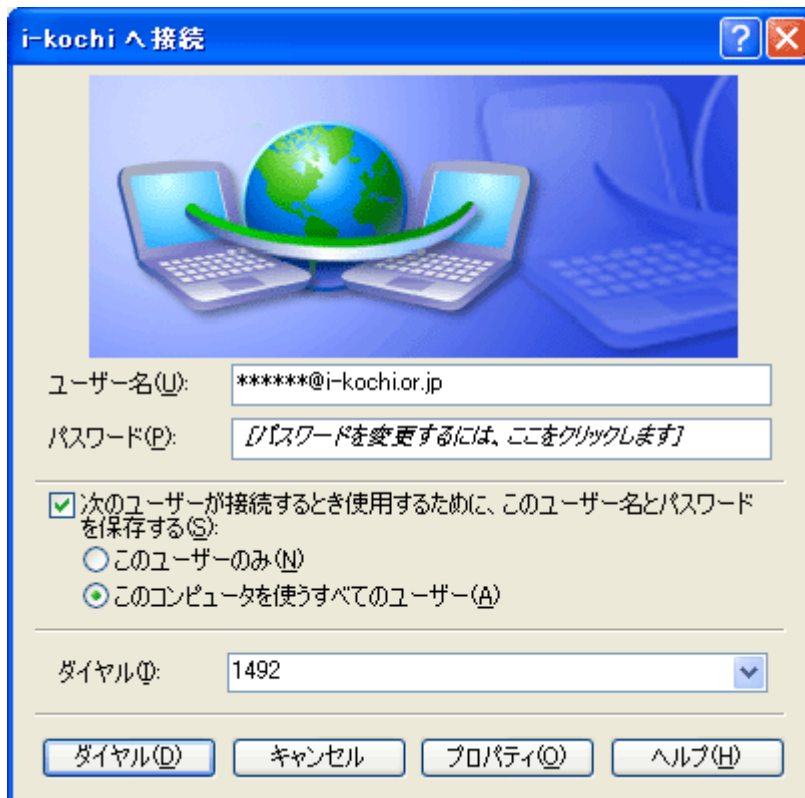 i-kochi へ接続
ユーザー名(U):
******@i-kochi.or.jp
パスワード(P):
[パスワードを変更するには、ここをクリックします]
次のユーザーが接続するとき使用するために、このユーザー名とパスワード
を保存する(S):
このユーザーのみ(N)
このコンピュータを使うすべてのユーザー(A)
ダイヤル(I):
1492
ダイヤル(D)
キャンセル
プロパティ(O)
ヘルプ(H)